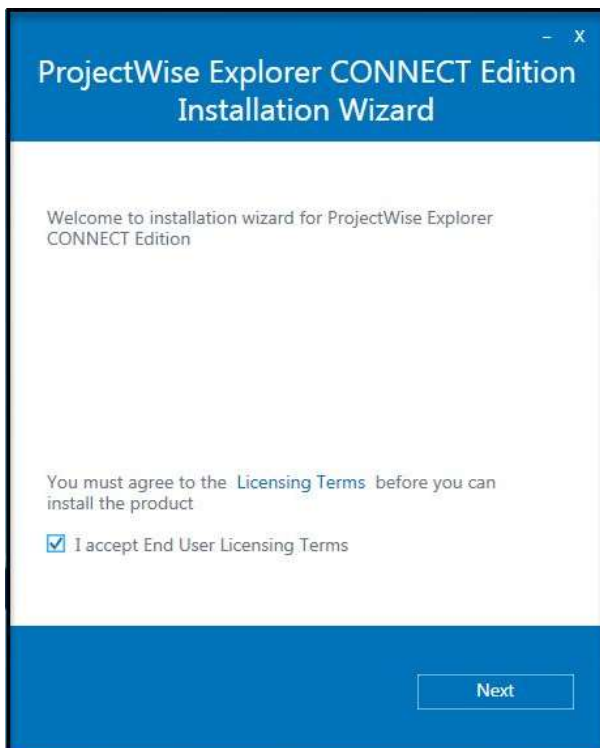 – X
ProjectWise Explorer CONNECT Edition
Installation Wizard
Welcome to installation wizard for ProjectWise Explorer
CONNECT Edition
You must agree to the Licensing Terms before you can
install the product
I accept End User Licensing Terms
Next